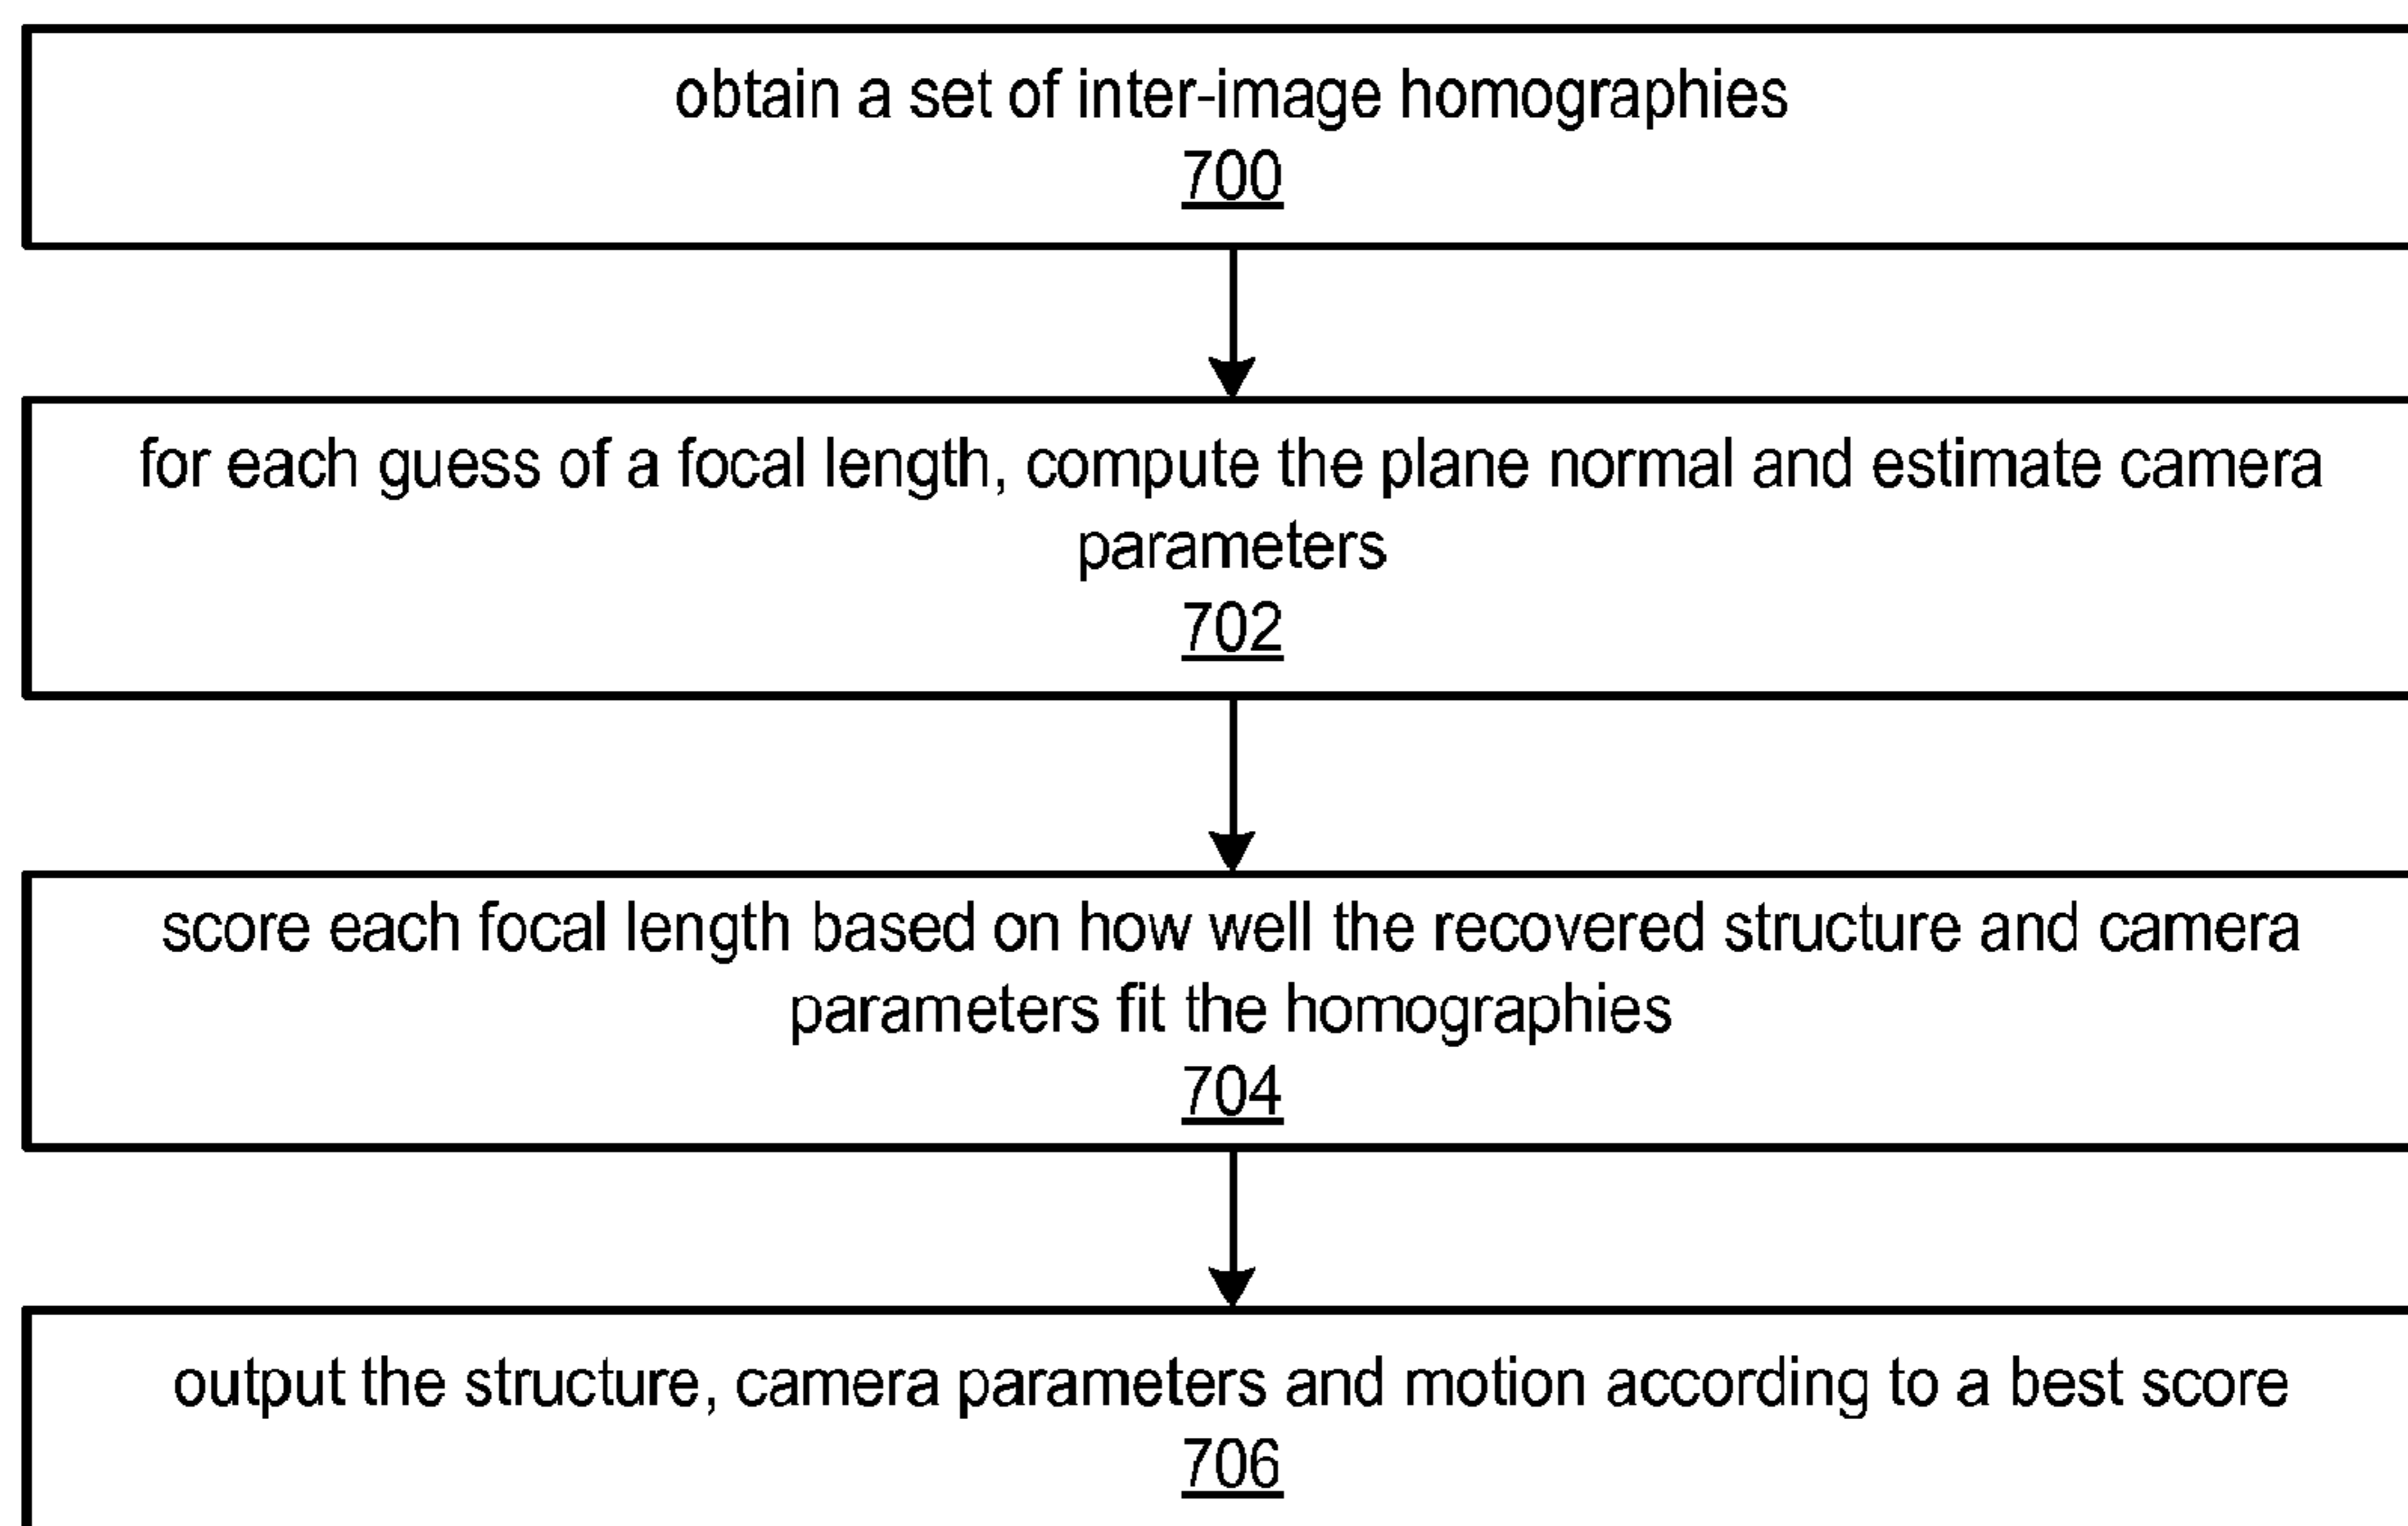 obtain a set of inter-image homographies
700
for each guess of a focal length, compute the plane normal and estimate camera
parameters
702
score each focal length based on how well the recovered structure and camera
parameters fit the homographies
704
output the structure, camera parameters and motion according to a best score
706